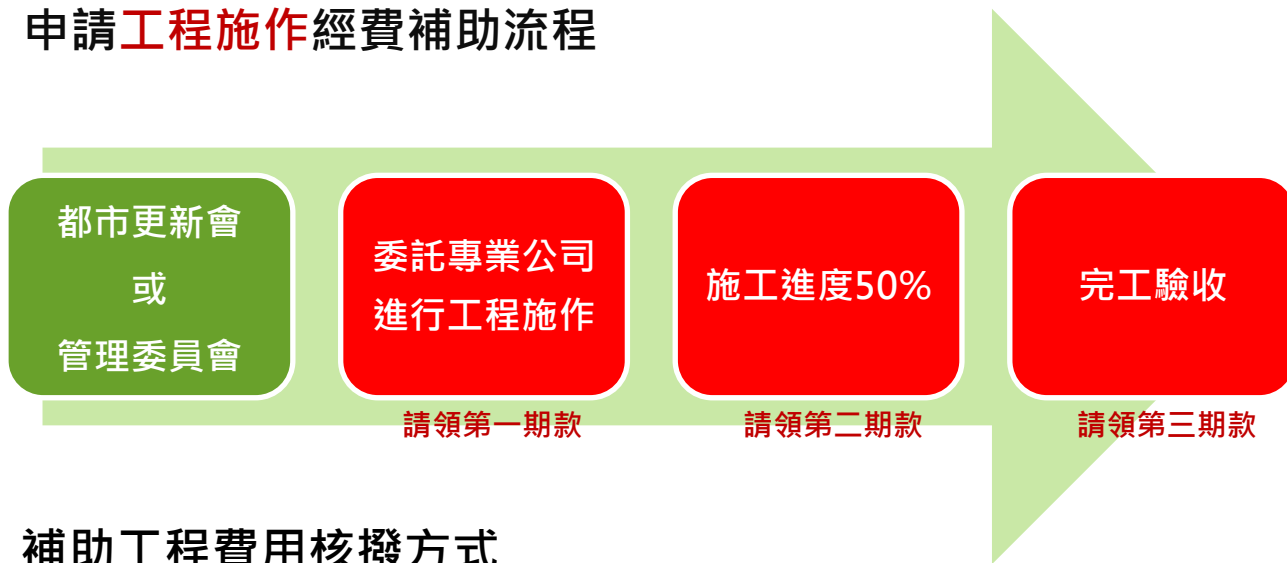 申請工程施作經費補助流程
都市更新會
或
管理委員會
委託專業公司
進行工程施作
施工進度50%
完工驗收
請領第一期款
請領第二期款
請領第三期款
補助工程費用核撥方式